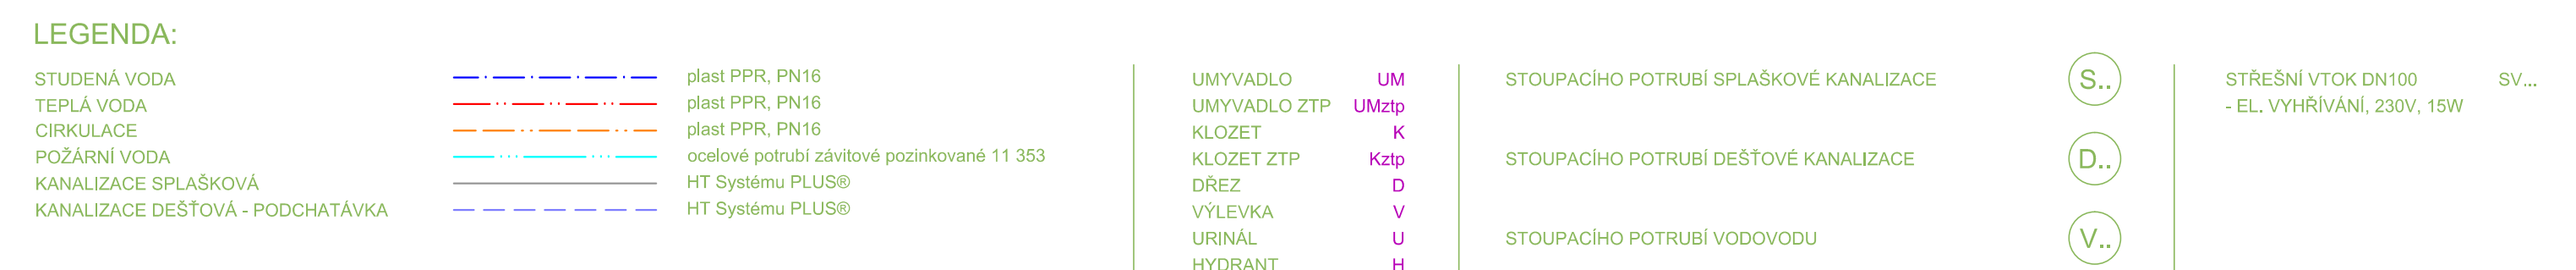 LEGENDA:
STUDENÁ VODA plast PPR, PN16
TEPLÁ VODA plast PPR, PN16
CIRKULACE plast PPR, PN16
POŽÁRNÍ VODA ocelové potrubí závitové pozinkované 11 353
KANALIZACE SPLAŠKOVÁ HT Systému PLUS®
KANALIZACE DEŠŤOVÁ - PODCHATÁVKA HT Systému PLUS®
UMYVADLO UM
UMYVADLO ZTP UMztp
KLOZET K
KLOZET ZTP Kztp
DŘEZ D
VÝLEVKA V
URINÁL U
HYDRANT H
STOUPACÍHO POTRUBÍ SPLAŠKOVÉ KANALIZACE S..
STOUPACÍHO POTRUBÍ DEŠŤOVÉ KANALIZACE D..
STOUPACÍHO POTRUBÍ VODOVODU V..
STŘEŠNÍ VTOK DN100 SV...
- EL. VYHŘÍVÁNÍ, 230V, 15W